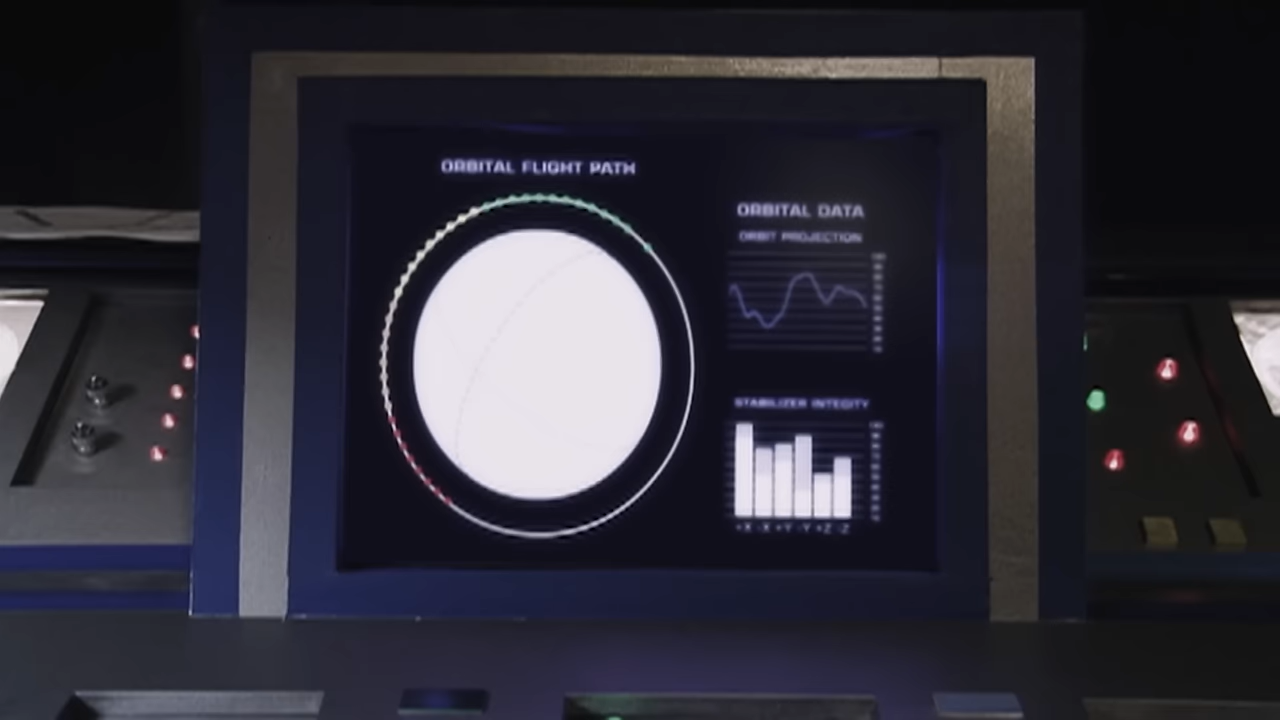 ORBITAL FLIGHT PATH
ORBITAL DATA
ORBIT PROJECTION
STABILIZER INTEGITY
+X -X +Y -Y +Z -Z